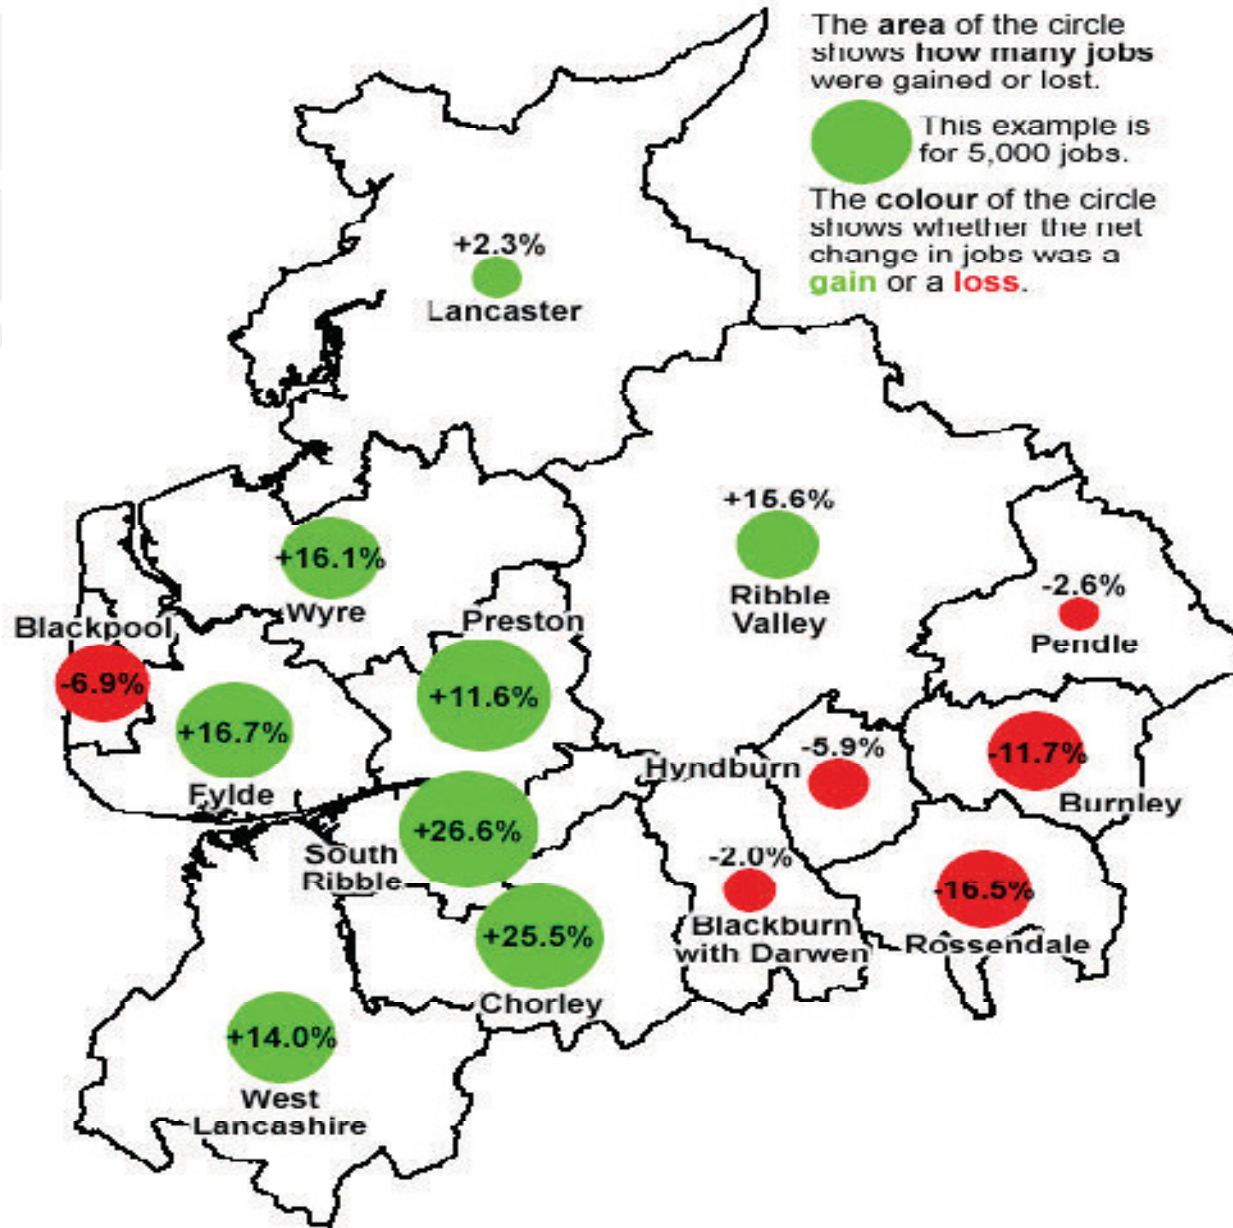 The area of the circle
shows how many jobs
were gained or lost.
This example is
for 5,000 jobs.
The colour of the circle
shows whether the net
change in jobs was a
gain or a loss.
+2.3%
Lancaster
+15.6%
Ribble
Valley
+16.1%
Wyre
Preston
+11.6%
-2.6%
Pendle
Blackpool
-6.9%
+16.7%
Fylde
Hyndburn
-5.9%
-11.7%
Burnley
+26.6%
South
Ribble
-2.0%
Blackburn
with Darwen
-16.5%
Rossendale
+25.5%
Chorley
+14.0%
West
Lancashire